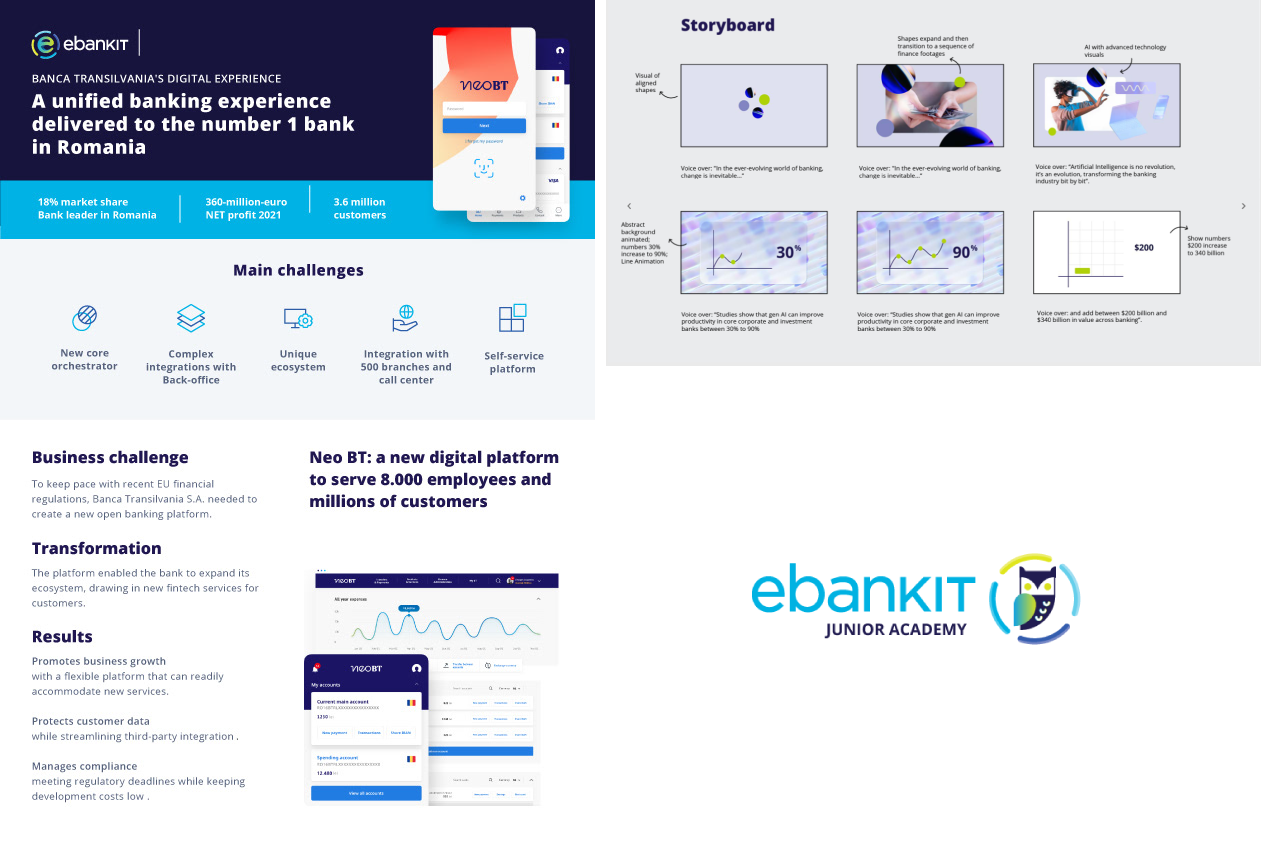 ebankIT
BANCA TRANSILVANIA'S DIGITAL EXPERIENCE
A unified banking experience
delivered to the number 1 bank
in Romania
NEOBT
Password
Next
I forgot my password
Share IBAN
VISA
18% market share
Bank leader in Romania
360-million-euro
NET profit 2021
3.6 million
customers
Main challenges
New core
orchestrator
Complex
integrations with
Back-office
Unique
ecosystem
Integration with
500 branches and
call center
Self-service
platform
Business challenge
To keep pace with recent EU financial
regulations, Banca Transilvania S.A. needed to
create a new open banking platform.
Transformation
The platform enabled the bank to expand its
ecosystem, drawing in new fintech services for
customers.
Results
Promotes business growth
with a flexible platform that can readily
accommodate new services.
Protects customer data
while streamlining third-party integration .
Manages compliance
meeting regulatory deadlines while keeping
development costs low .
Neo BT: a new digital platform
to serve 8.000 employees and
millions of customers
NEOBT
All year expenses
NEOBT
My accounts
Current main account
1250
New payment
Transactions
Share IBAN
Spending account
12.480
View all accounts
Storyboard
Visual of
aligned
shapes
Shapes expand and then
transition to a sequence of
finance footages
AI with advanced technology
visuals
Voice over: "In the ever-evolving world of banking,
change is inevitable..."
Voice over: "In the ever-evolving world of banking,
change is inevitable..."
Voice over: "Artificial Intelligence is no revolution,
it's an evolution, transforming the banking
industry bit by bit".
Abstract
background
animated;
numbers 30%
increase to 90%;
Line Animation
30%
90%
$200
Show numbers
$200 increase
to 340 billion
Voice over: "Studies show that gen AI can improve
productivity in core corporate and investment
banks between 30% to 90%
Voice over: "Studies show that gen AI can improve
productivity in core corporate and investment
banks between 30% to 90%
Voice over: and add between $200 billion and
$340 billion in value across banking".
ebankIT
JUNIOR ACADEMY